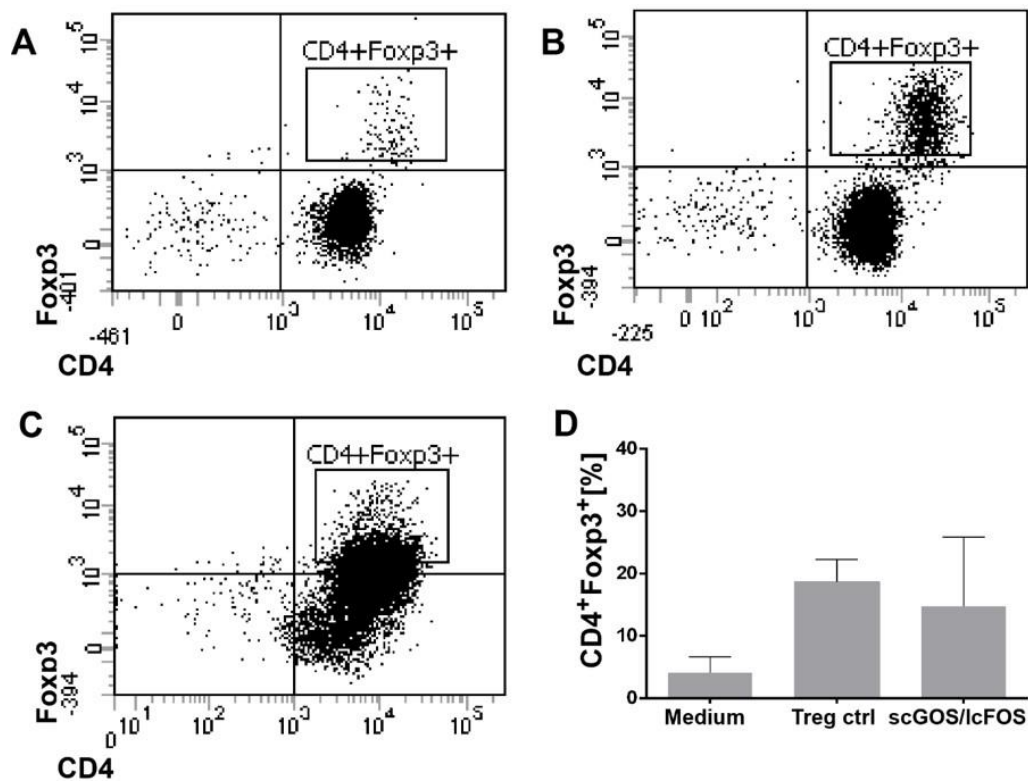 A
CD4+Foxp3+
10^5
10^4
10^3
0
-401
Foxp3
-461
0
10^3
10^4
10^5
CD4
B
CD4+Foxp3+
10^5
10^4
10^3
0
-394
Foxp3
-225
0 10^2
10^3
10^4
10^5
CD4
C
CD4+Foxp3+
10^5
10^4
10^3
0
-394
Foxp3
0 10^1
10^2
10^3
10^4
10^5
CD4
D
CD4+Foxp3+[%]
40
30
20
10
0
Medium Treg ctrl scGOS/lcFOS